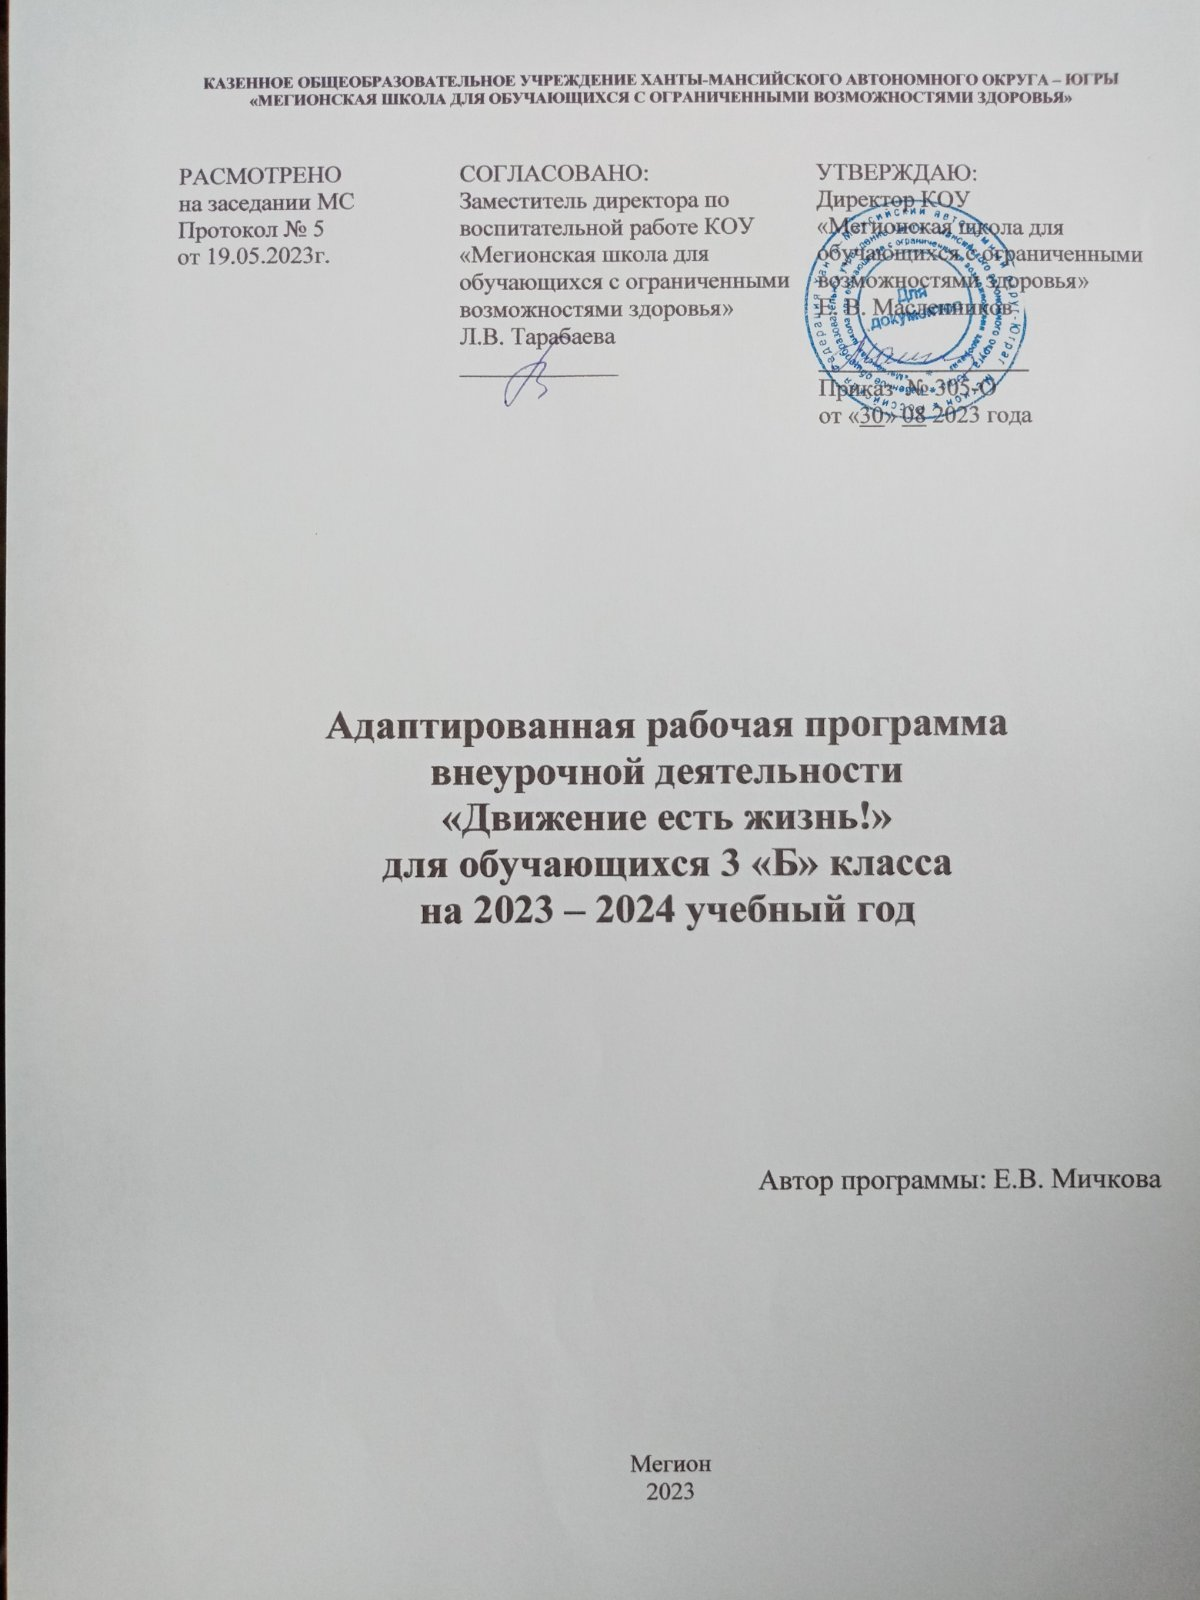 КАЗЕННОЕ ОБЩЕОБРАЗОВАТЕЛЬНОЕ УЧРЕЖДЕНИЕ ХАНТЫ-МАНСИЙСКОГО АВТОНОМНОГО ОКРУГА – ЮГРЫ
«МЕГИОНСКАЯ ШКОЛА ДЛЯ ОБУЧАЮЩИХСЯ С ОГРАНИЧЕННЫМИ ВОЗМОЖНОСТЯМИ ЗДОРОВЬЯ»
РАСМОТРЕНО
на заседании МС
Протокол № 5
от 19.05.2023г.
СОГЛАСОВАНО:
Заместитель директора по
воспитательной работе КОУ
«Мегионская школа для
обучающихся с ограниченными
возможностями здоровья»
Л.В. Тарабаева
УТВЕРЖДАЮ:
Директор КОУ
«Мегионская школа для
обучающихся с ограниченными
возможностями здоровья»
Е. В. Масленников
Приказ № 305-О
от «30» 08 2023 года
Для
документов
Адаптированная рабочая программа
внеурочной деятельности
«Движение есть жизнь!»
для обучающихся 3 «Б» класса
на 2023 – 2024 учебный год
Автор программы: Е.В. Мичкова
Мегион
2023